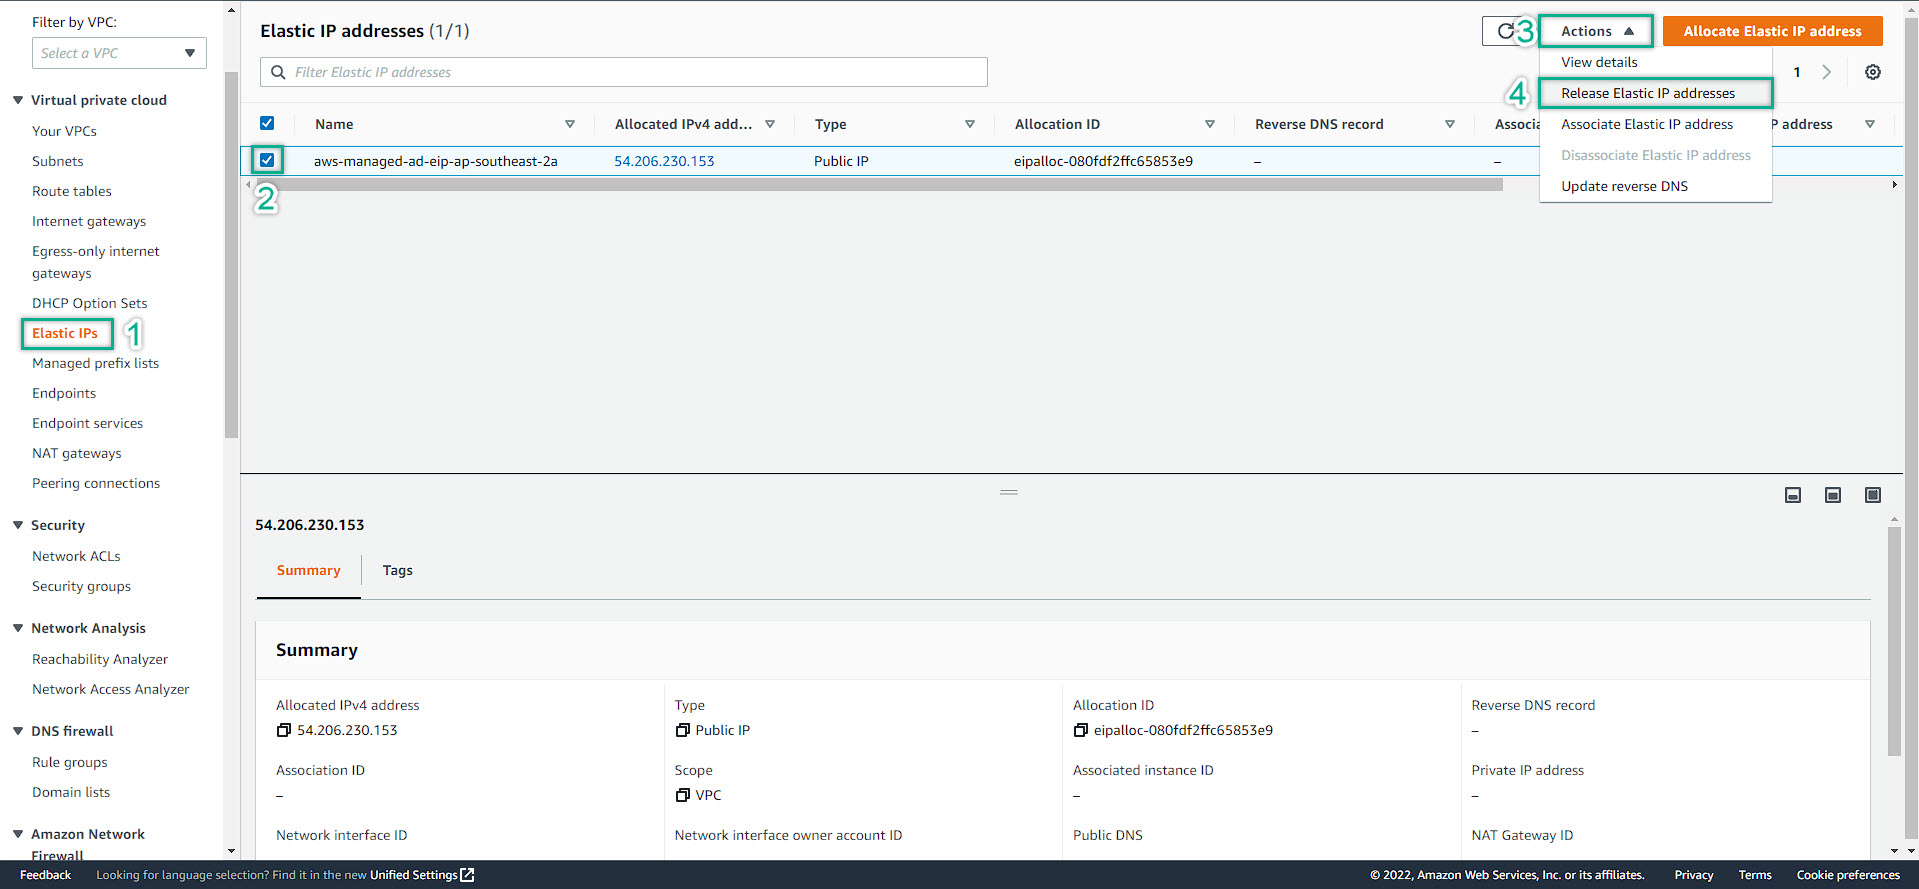 Filter by VPC:
Select a VPC
Virtual private cloud
Your VPCs
Subnets
Route tables
Internet gateways
Egress-only internet
gateways
DHCP Option Sets
Elastic IPs 1
Managed prefix lists
Endpoints
Endpoint services
NAT gateways
Peering connections
Security
Network ACLs
Security groups
Network Analysis
Reachability Analyzer
Network Access Analyzer
DNS firewall
Rule groups
Domain lists
Amazon Network
Firewall
Elastic IP addresses (1/1)
3 Actions
Allocate Elastic IP address
Filter Elastic IP addresses
1
View details
4 Release Elastic IP addresses
Associate Elastic IP address
Disassociate Elastic IP address
Update reverse DNS
Name Allocated IPv4 add... Type Allocation ID Reverse DNS record Associa P address
aws-managed-ad-eip-ap-southeast-2a 54.206.230.153 Public IP eipalloc-080fdf2ffc65853e9 – –
2
54.206.230.153
Summary Tags
Summary
Allocated IPv4 address Type Allocation ID Reverse DNS record
54.206.230.153 Public IP eipalloc-080fdf2ffc65853e9 –
Association ID Scope Associated instance ID Private IP address
– VPC – –
Network interface ID Network interface owner account ID Public DNS NAT Gateway ID
Feedback Looking for language selection? Find it in the new Unified Settings © 2022, Amazon Web Services, Inc. or its affiliates. Privacy Terms Cookie preferences